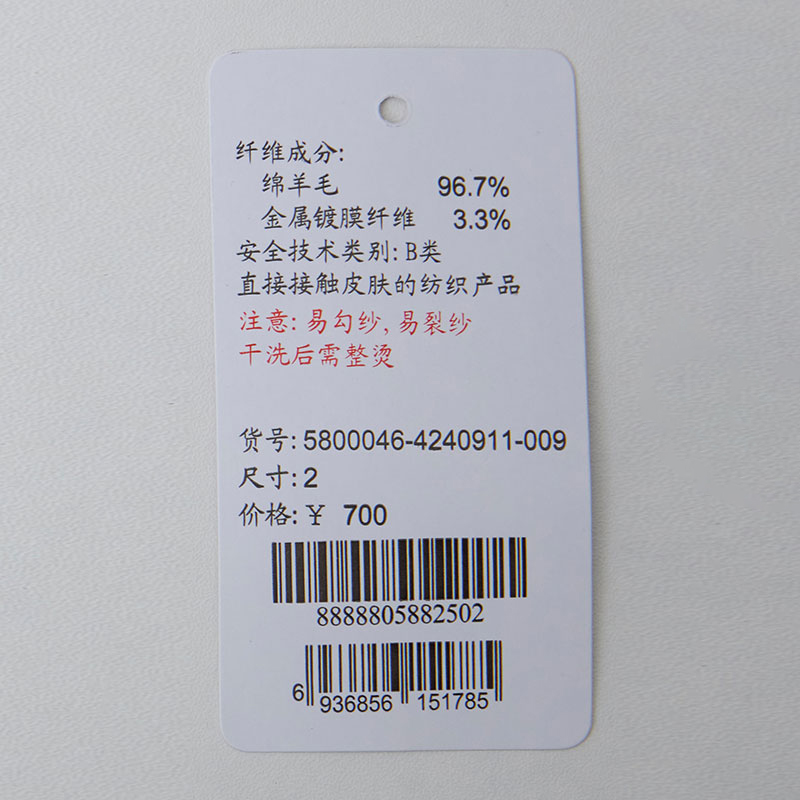 纤维成分:
绵羊毛 96.7%
金属镀膜纤维 3.3%
安全技术类别: B类
直接接触皮肤的纺织产品
注意: 易勾纱, 易裂纱
干洗后需整烫
货号: 5800046-4240911-009
尺寸: 2
价格: ¥ 700
8888805882502
6 936856 151785